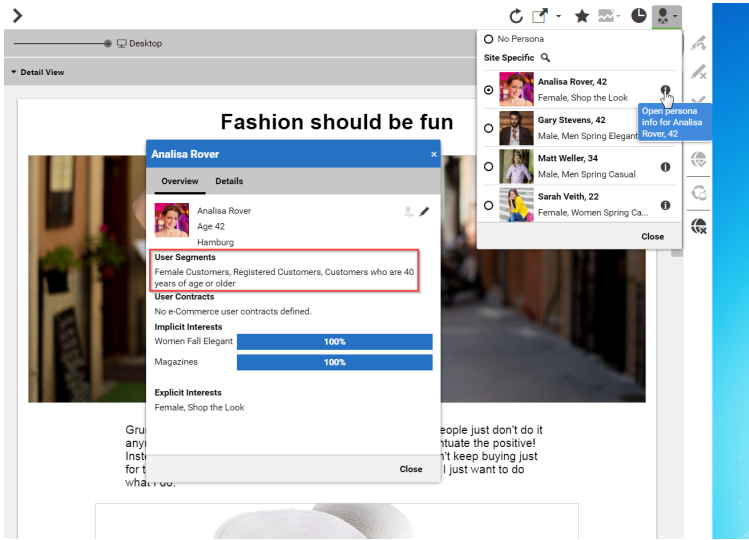 Desktop
Detail View
Fashion should be fun
No Persona
Site Specific
Analisa Rover, 42
Female, Shop the Look
Open persona
info for Analisa
Rover, 42
Gary Stevens, 42
Male, Men Spring Elegant
Matt Weller, 34
Male, Men Spring Casual
Sarah Veith, 22
Female, Women Spring Ca...
Close
Analisa Rover
×
Overview Details
Analisa Rover
Age 42
Hamburg
User Segments
Female Customers, Registered Customers, Customers who are 40
years of age or older
User Contracts
No e-Commerce user contracts defined.
Implicit Interests
Women Fall Elegant 100%
Magazines 100%
Explicit Interests
Female, Shop the Look
Close
people just don't do it
the positive!
keep buying just
for I just want to do
what I do.